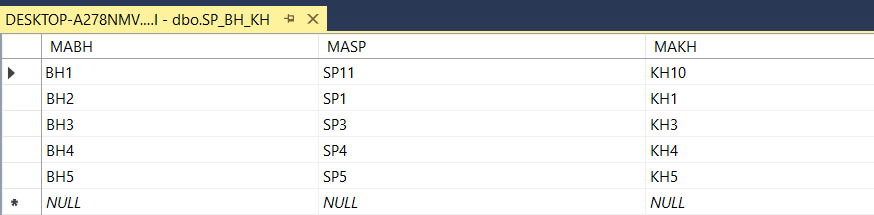 DESKTOP-A278NMV....I - dbo.SP_BH_KH
MABH MASP MAKH
BH1 SP11 KH10
BH2 SP1 KH1
BH3 SP3 KH3
BH4 SP4 KH4
BH5 SP5 KH5
NULL NULL NULL